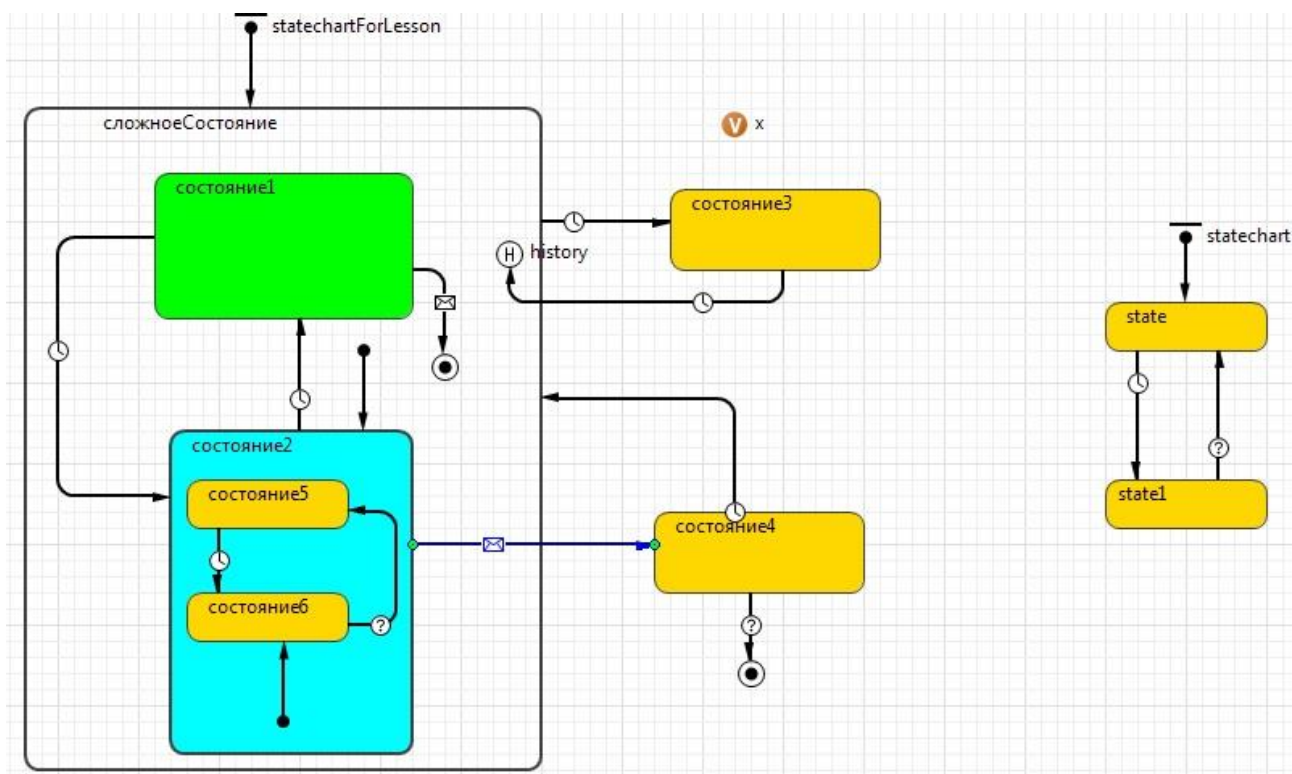 statechartForLesson
сложноеСостояние
V x
состояние1
состояние3
H history
statechart
state
состояние2
состояние5
state1
состояние4
состояние6
?
?
?